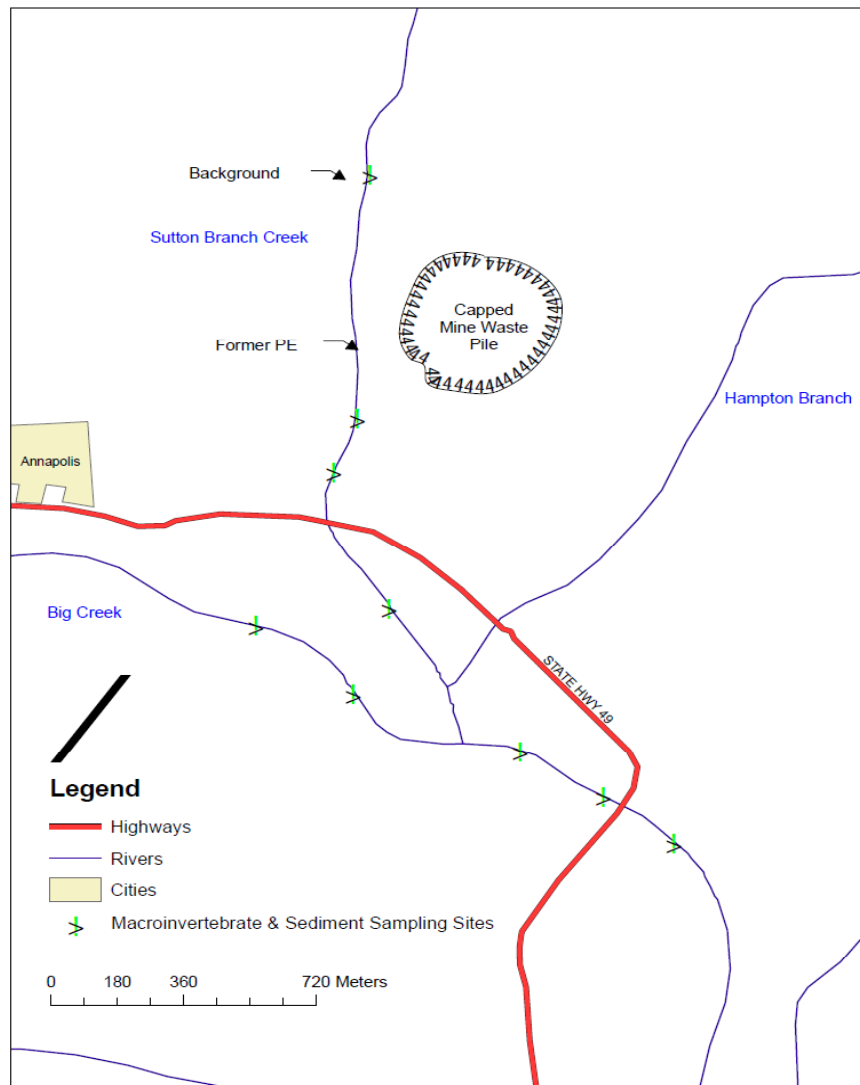 Background
Sutton Branch Creek
Capped
Mine Waste
Pile
Former PE
Hampton Branch
Annapolis
Big Creek
STATE HWY 49
Legend
Highways
Rivers
Cities
Macroinvertebrate & Sediment Sampling Sites
0 180 360 720 Meters